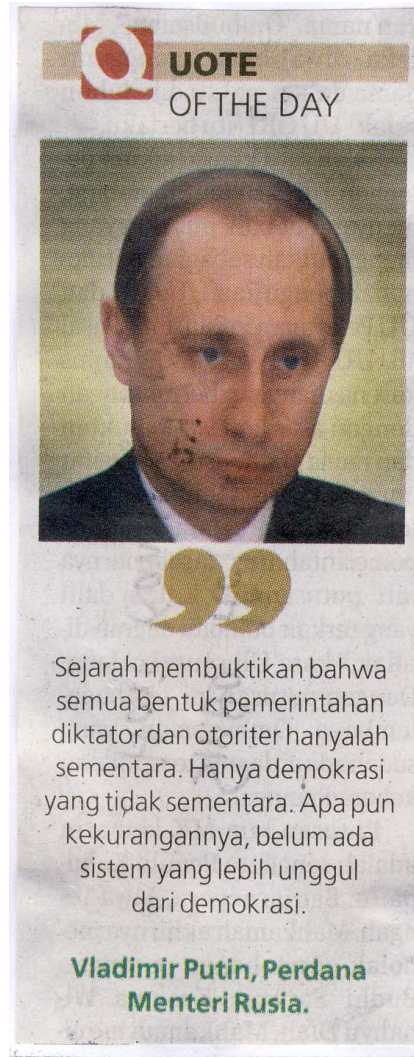 QUOTE
OF THE DAY
Sejarah membuktikan bahwa
semua bentuk pemerintahan
diktator dan otoriter hanyalah
sementara. Hanya demokrasi
yang tidak sementara. Apa pun
kekurangannya, belum ada
sistem yang lebih unggul
dari demokrasi.
Vladimir Putin, Perdana
Menteri Rusia.